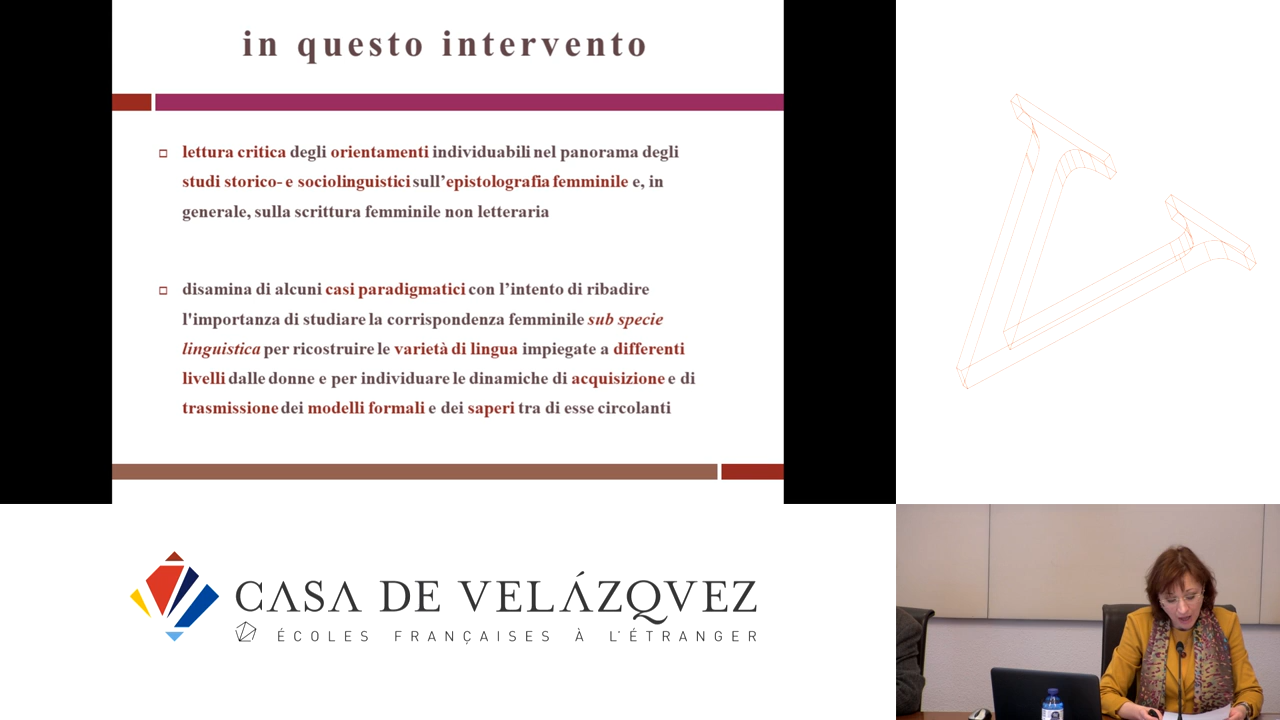 in questo intervento
lettura critica degli orientamenti individuabili nel panorama degli
studi storico- e sociolinguistici sull’epistolografia femminile e, in
generale, sulla scrittura femminile non letteraria
disamina di alcuni casi paradigmatici con l’intento di ribadire
l'importanza di studiare la corrispondenza femminile sub specie
linguistica per ricostruire le varietà di lingua impiegate a differenti
livelli dalle donne e per individuare le dinamiche di acquisizione e di
trasmissione dei modelli formali e dei saperi tra di esse circolanti
CASA DE VELÁZQVEZ
ÉCOLES FRANÇAISES À L'ÉTRANGER